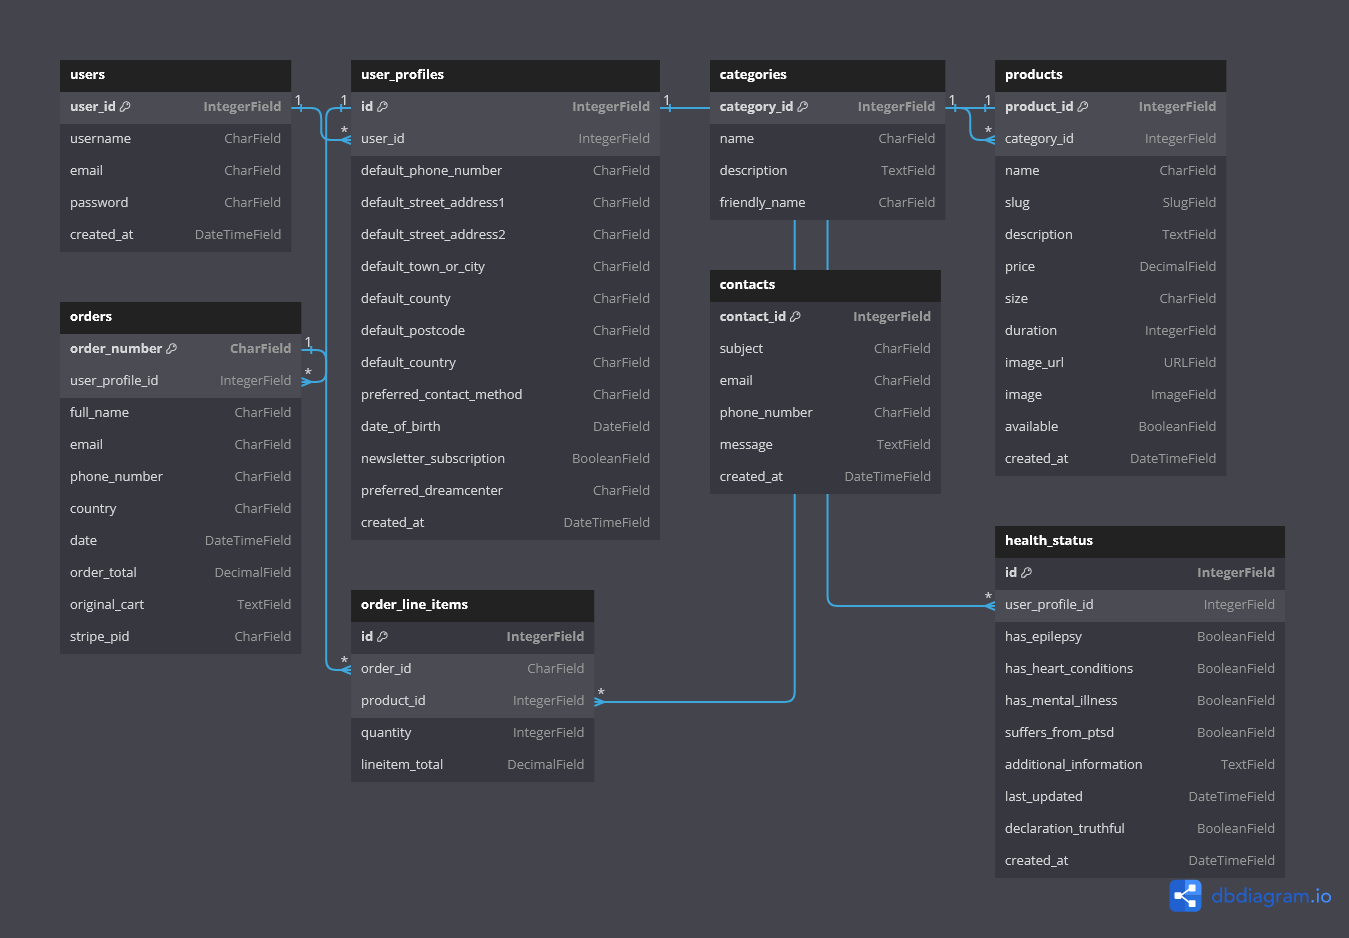 users
user_id IntegerField
username CharField
email CharField
password CharField
created_at DateTimeField
1
*
user_profiles
1
id IntegerField
user_id IntegerField
default_phone_number CharField
default_street_address1 CharField
default_street_address2 CharField
default_town_or_city CharField
default_county CharField
default_postcode CharField
default_country CharField
preferred_contact_method CharField
date_of_birth DateField
newsletter_subscription BooleanField
preferred_dreamcenter CharField
created_at DateTimeField
1
categories
category_id IntegerField
name CharField
description TextField
friendly_name CharField
1
1
*
products
product_id IntegerField
category_id IntegerField
name CharField
slug SlugField
description TextField
price DecimalField
size CharField
duration IntegerField
image_url URLField
image ImageField
available BooleanField
created_at DateTimeField
orders
order_number CharField
user_profile_id IntegerField
full_name CharField
email CharField
phone_number CharField
country CharField
date DateTimeField
order_total DecimalField
original_cart TextField
stripe_pid CharField
1
*
contacts
contact_id IntegerField
subject CharField
email CharField
phone_number CharField
message TextField
created_at DateTimeField
order_line_items
id IntegerField
*
order_id CharField
product_id IntegerField
*
quantity IntegerField
lineitem_total DecimalField
health_status
id IntegerField
*
user_profile_id IntegerField
has_epilepsy BooleanField
has_heart_conditions BooleanField
has_mental_illness BooleanField
suffers_from_ptsd BooleanField
additional_information TextField
last_updated DateTimeField
declaration_truthful BooleanField
created_at DateTimeField
dbdiagram.io